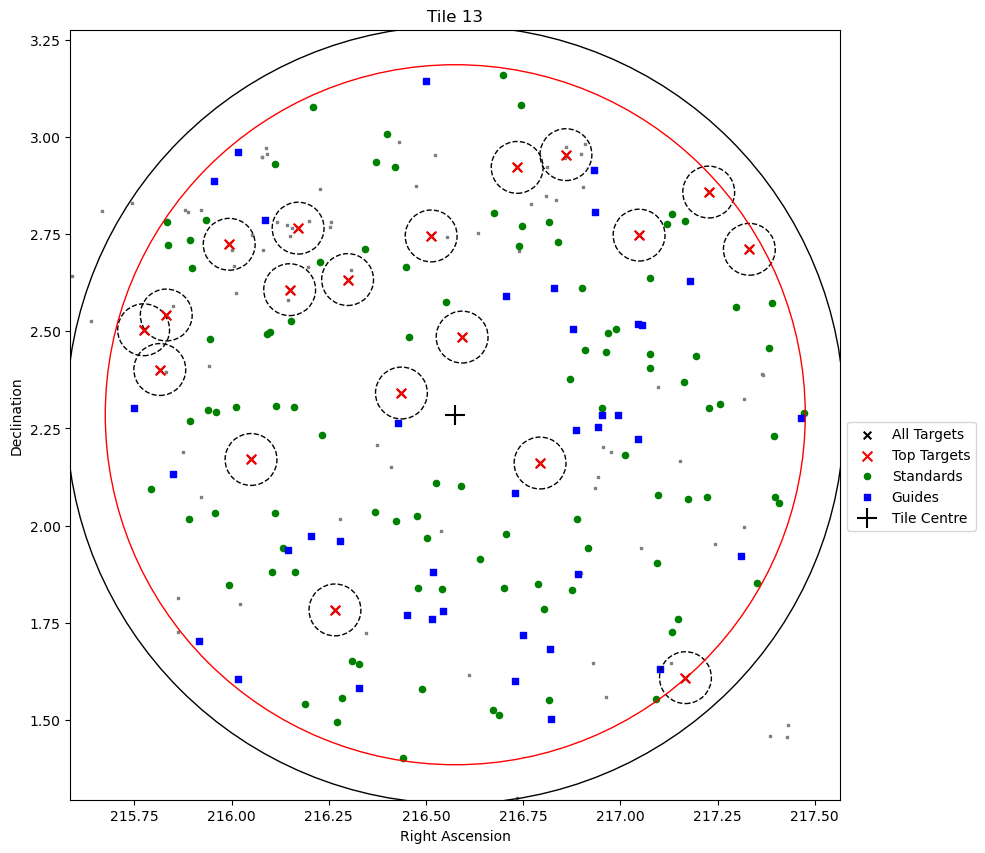 Tile 13
3.25
3.00
2.75
2.50
2.25
2.00
1.75
1.50
Declination
215.75
216.00
216.25
216.50
216.75
217.00
217.25
217.50
Right Ascension
All Targets
Top Targets
Standards
Guides
Tile Centre